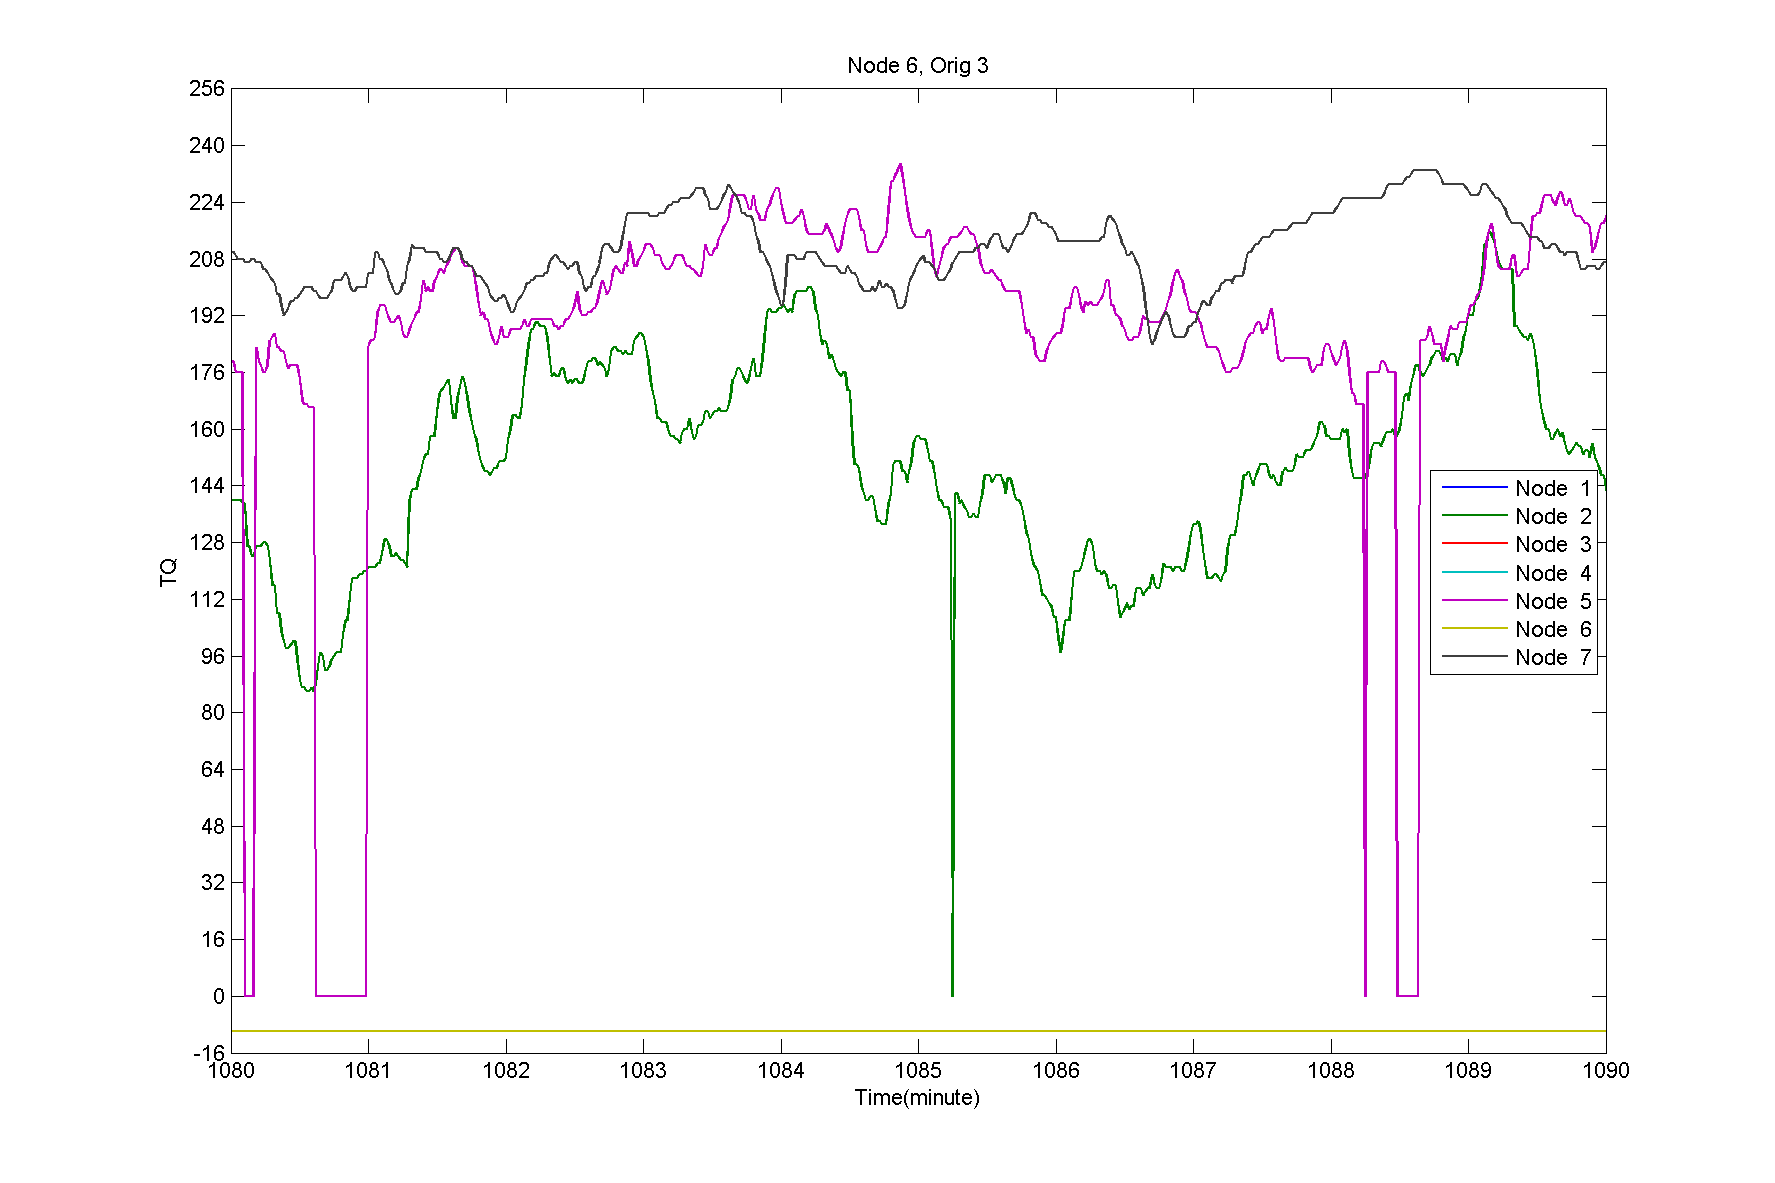 Node 6, Orig 3
256
240
224
208
192
176
160
144
128
112
96
80
64
48
32
16
0
-16
TQ
Node 1
Node 2
Node 3
Node 4
Node 5
Node 6
Node 7
1080 1081 1082 1083 1084 1085 1086 1087 1088 1089 1090
Time(minute)